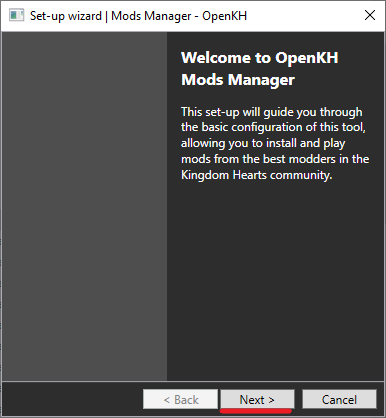 Set-up wizard | Mods Manager - OpenKH
Welcome to OpenKH
Mods Manager
This set-up will guide you through
the basic configuration of this tool,
allowing you to install and play
mods from the best modders in the
Kingdom Hearts community.
< Back
Next >
Cancel